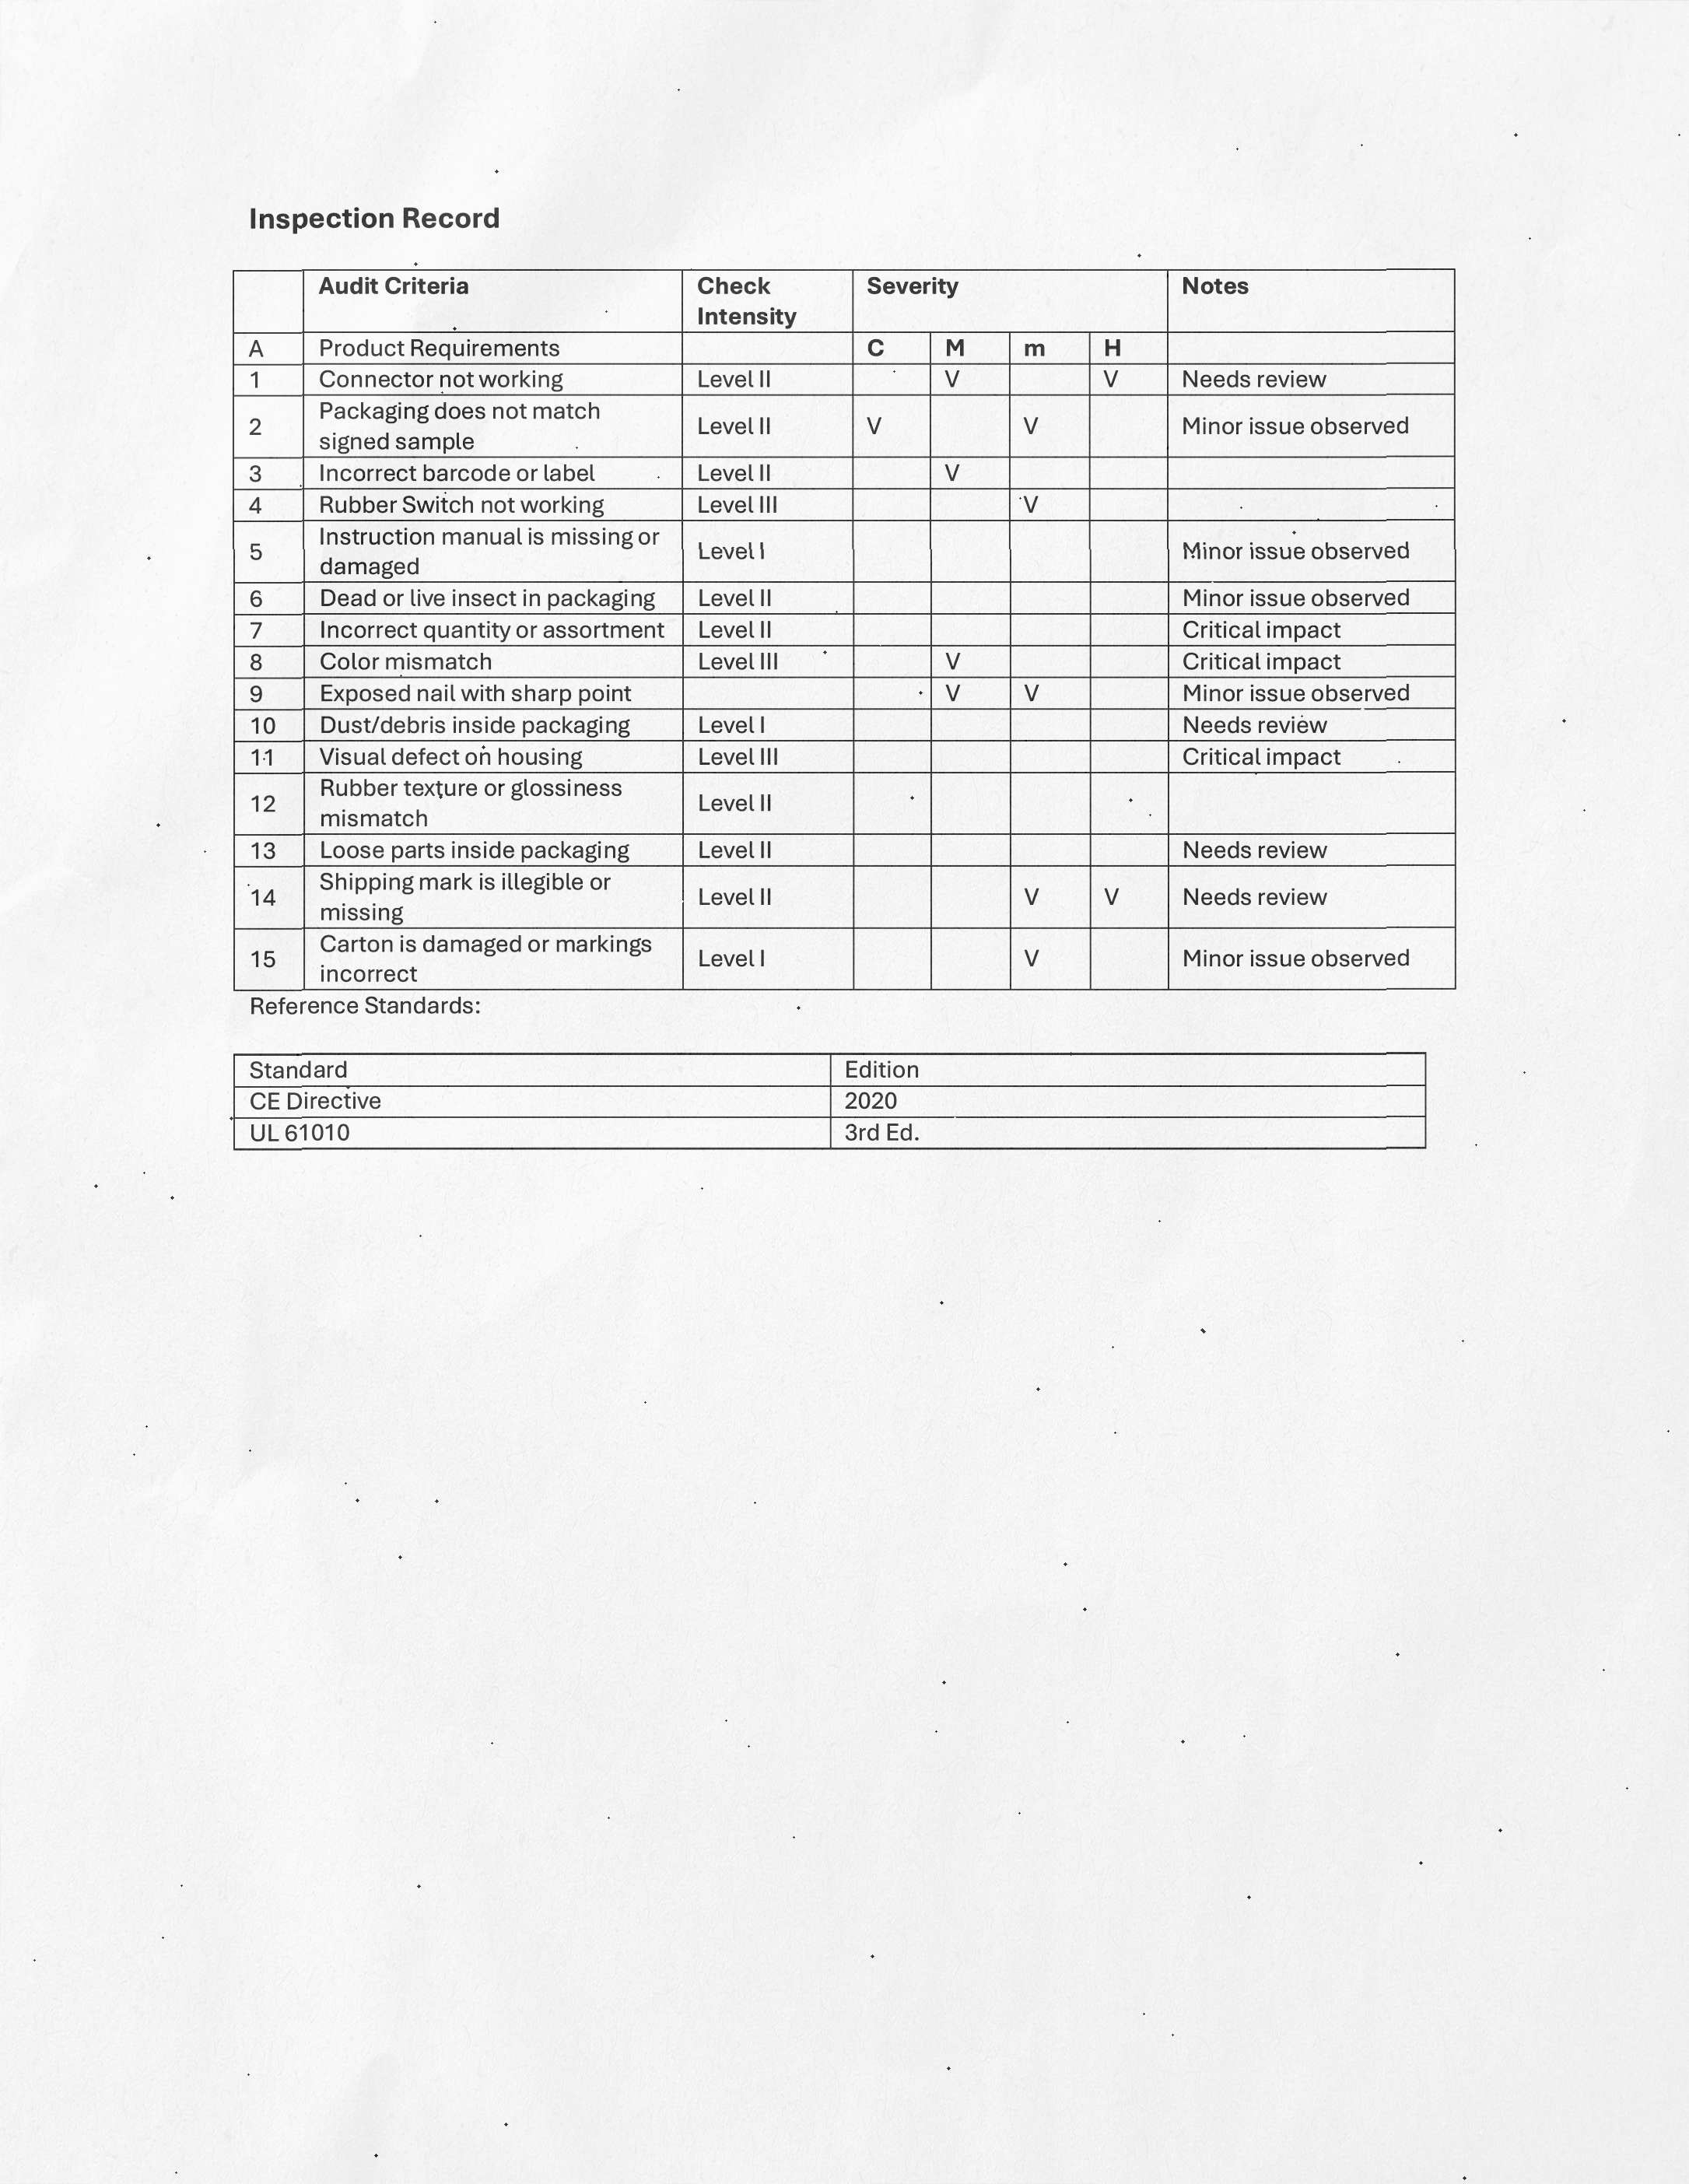 Inspection Record
Audit Criteria Check Intensity Severity Notes
A Product Requirements C M m H
1 Connector not working Level II V V Needs review
2 Packaging does not match signed sample Level II V V Minor issue observed
3 Incorrect barcode or label Level II V
4 Rubber Switch not working Level III V
5 Instruction manual is missing or damaged Level I Minor issue observed
6 Dead or live insect in packaging Level II Minor issue observed
7 Incorrect quantity or assortment Level II Critical impact
8 Color mismatch Level III V Critical impact
9 Exposed nail with sharp point V V Minor issue observed
10 Dust/debris inside packaging Level I Needs review
11 Visual defect on housing Level III Critical impact
12 Rubber texture or glossiness mismatch Level II
13 Loose parts inside packaging Level II Needs review
14 Shipping mark is illegible or missing Level II V V Needs review
15 Carton is damaged or markings incorrect Level I V Minor issue observed
Reference Standards:
Standard Edition
CE Directive 2020
UL 61010 3rd Ed.